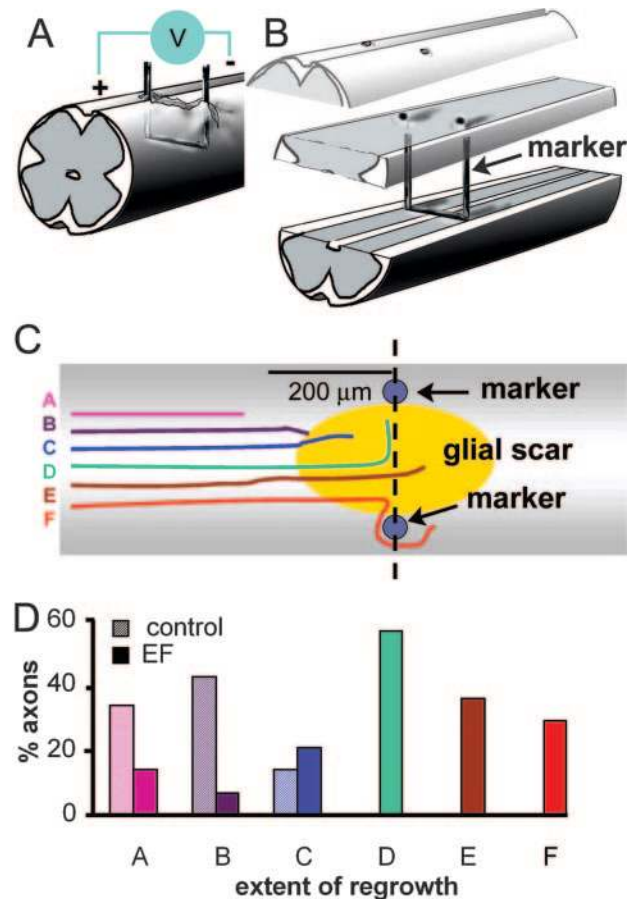 A
V
+
-
B
marker
C
200 µm
marker
A
B
C
D
E
F
glial scar
marker
D
% axons
60
40
20
0
control
EF
A B C D E F
extent of regrowth